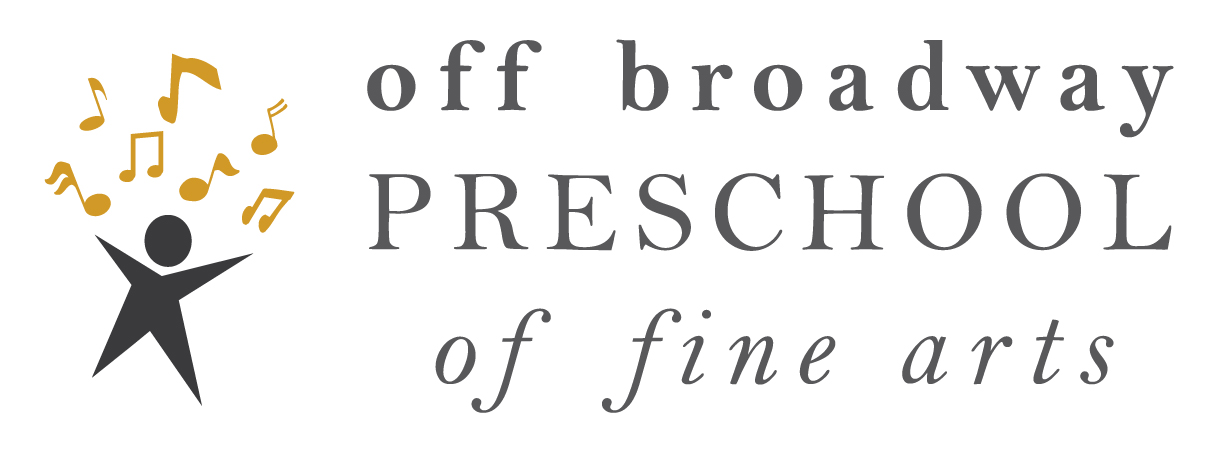 off broadway
PRESCHOOL
of fine arts